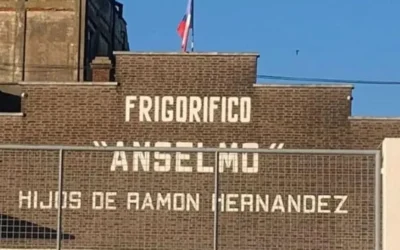 FRIGORIFICO
"ANSELMO"
HIJOS DE RAMON HERNANDEZ